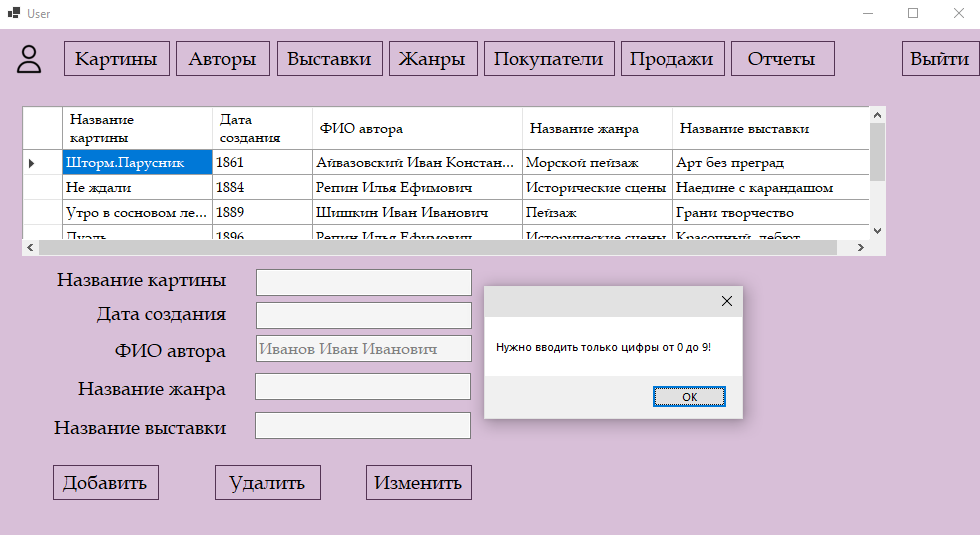 User
Картины Авторы Выставки Жанры Покупатели Продажи Отчеты Выйти
Название картины Дата создания ФИО автора Название жанра Название выставки
Шторм.Парусник 1861 Айвазовский Иван Констан... Морской пейзаж Арт без преград
Не ждали 1884 Репин Илья Ефимович Исторические сцены Наедине с карандашом
Утро в сосновом ле... 1889 Шишкин Иван Иванович Пейзаж Грани творчество
Дуэль 1896 Репин Илья Ефимович Исторические сцены Красочный дебют
Название картины
Дата создания
ФИО автора Иванов Иван Иванович
Название жанра
Название выставки
Нужно вводить только цифры от 0 до 9!
OK
Добавить Удалить Изменить